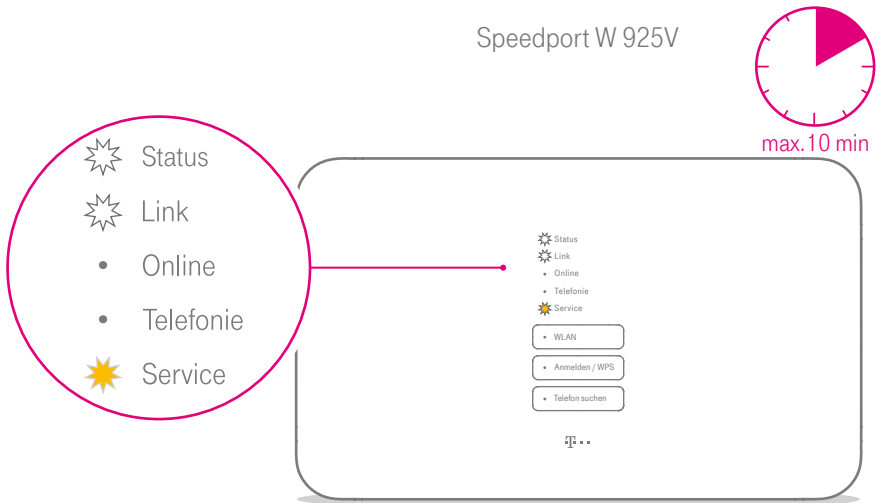 Speedport W 925V
max.10 min
Status
Link
Online
Telefonie
Service
Status
Link
Online
Telefonie
Service
WLAN
Anmelden / WPS
Telefon suchen
T